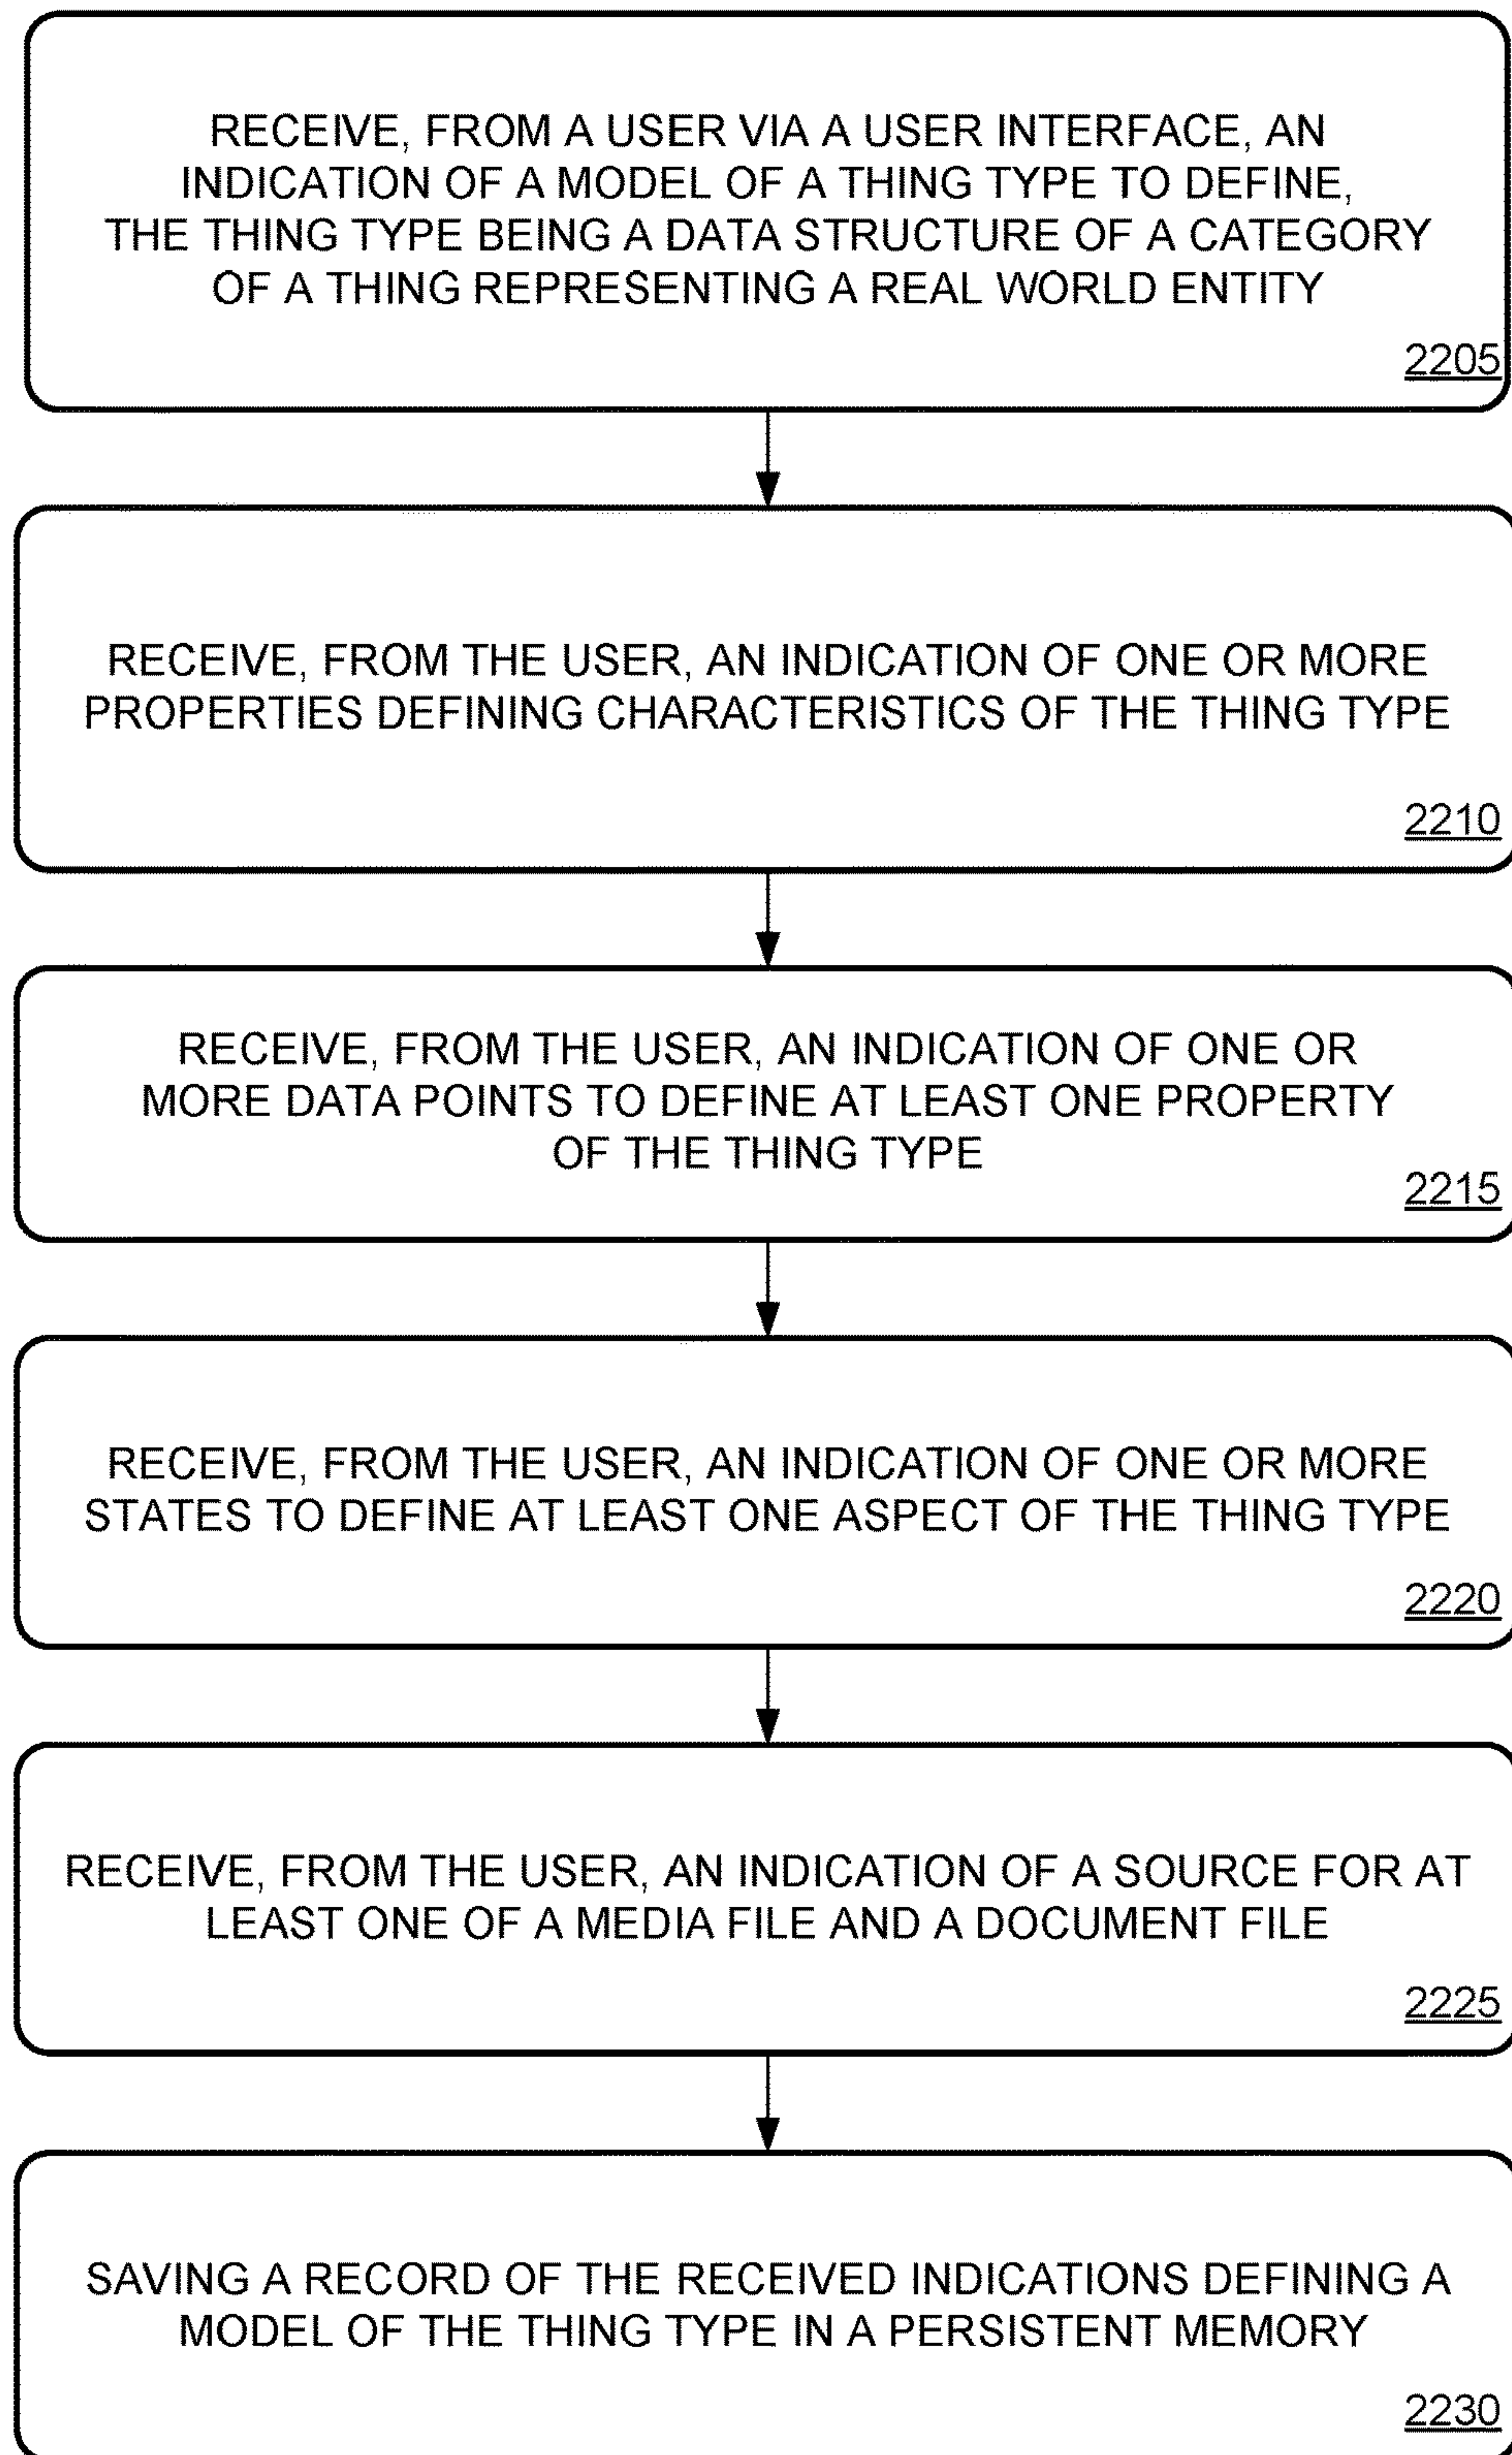 RECEIVE, FROM A USER VIA A USER INTERFACE, AN
INDICATION OF A MODEL OF A THING TYPE TO DEFINE,
THE THING TYPE BEING A DATA STRUCTURE OF A CATEGORY
OF A THING REPRESENTING A REAL WORLD ENTITY
2205
RECEIVE, FROM THE USER, AN INDICATION OF ONE OR MORE
PROPERTIES DEFINING CHARACTERISTICS OF THE THING TYPE
2210
RECEIVE, FROM THE USER, AN INDICATION OF ONE OR
MORE DATA POINTS TO DEFINE AT LEAST ONE PROPERTY
OF THE THING TYPE
2215
RECEIVE, FROM THE USER, AN INDICATION OF ONE OR MORE
STATES TO DEFINE AT LEAST ONE ASPECT OF THE THING TYPE
2220
RECEIVE, FROM THE USER, AN INDICATION OF A SOURCE FOR AT
LEAST ONE OF A MEDIA FILE AND A DOCUMENT FILE
2225
SAVING A RECORD OF THE RECEIVED INDICATIONS DEFINING A
MODEL OF THE THING TYPE IN A PERSISTENT MEMORY
2230